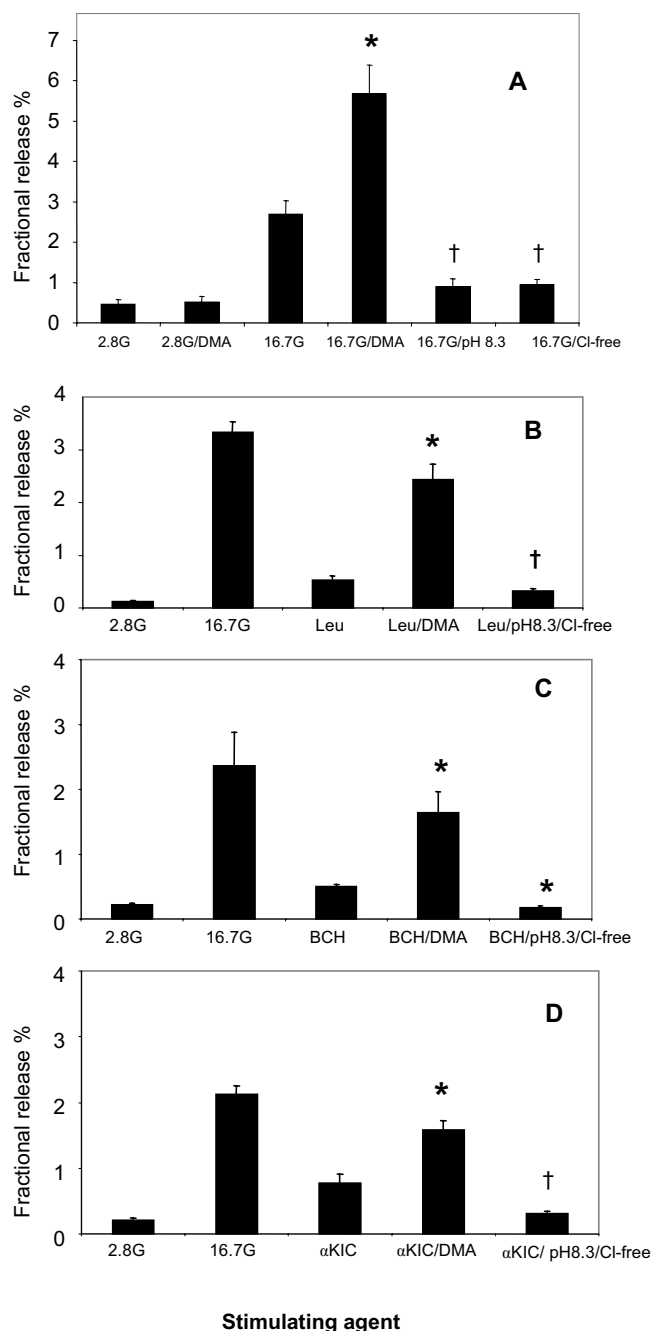 Fractional release %
7
6
5
4
3
2
1
0
*
A
† †
2.8G 2.8G/DMA 16.7G 16.7G/DMA 16.7G/pH 8.3 16.7G/Cl-free
Fractional release %
4
3
2
1
0
B
*
†
2.8G 16.7G Leu Leu/DMA Leu/pH8.3/Cl-free
Fractional release %
4
3
2
1
0
C
*
*
2.8G 16.7G BCH BCH/DMA BCH/pH8.3/Cl-free
Fractional release %
4
3
2
1
0
D
*
†
2.8G 16.7G αKIC αKIC/DMA αKIC/ pH8.3/Cl-free
Stimulating agent